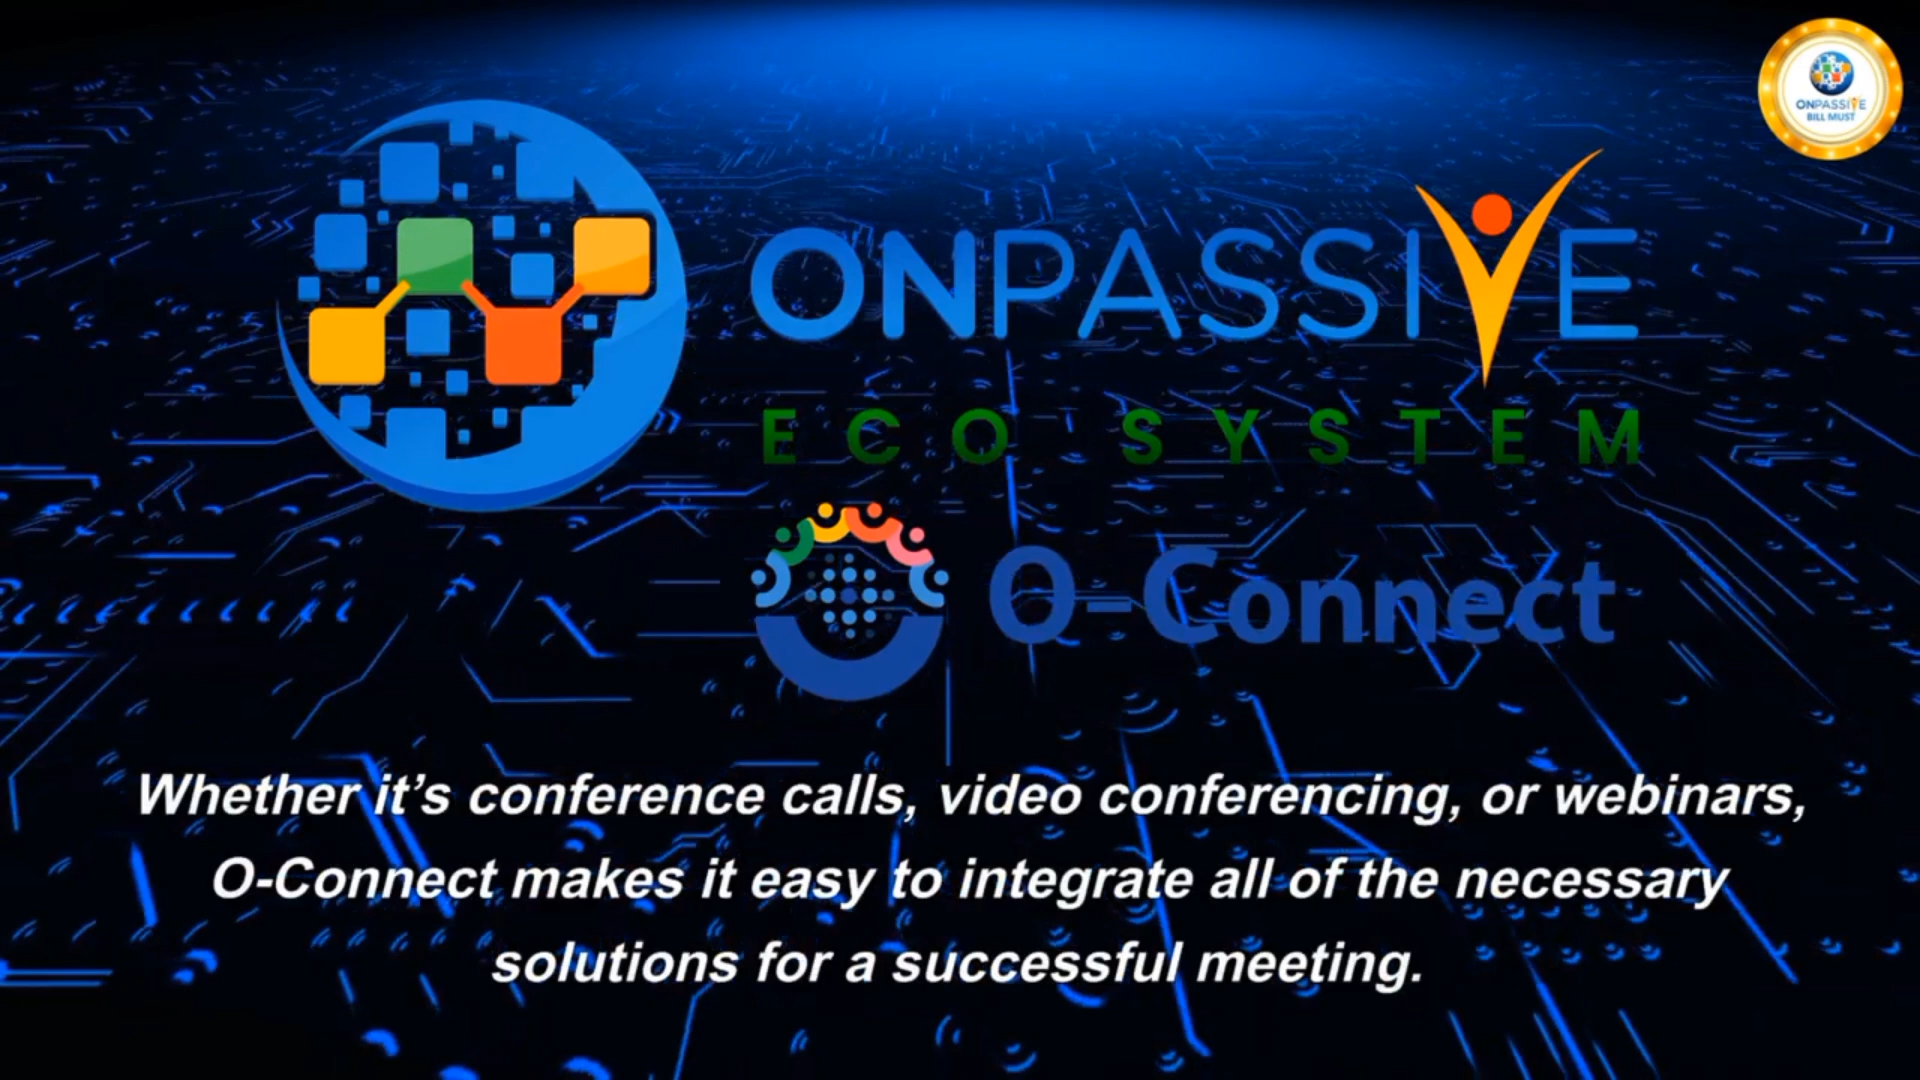 ONPASSIVE
BILL MUST
ONPASSIVE
ECO SYSTEM
O-Connect
Whether it’s conference calls, video conferencing, or webinars,
O-Connect makes it easy to integrate all of the necessary
solutions for a successful meeting.